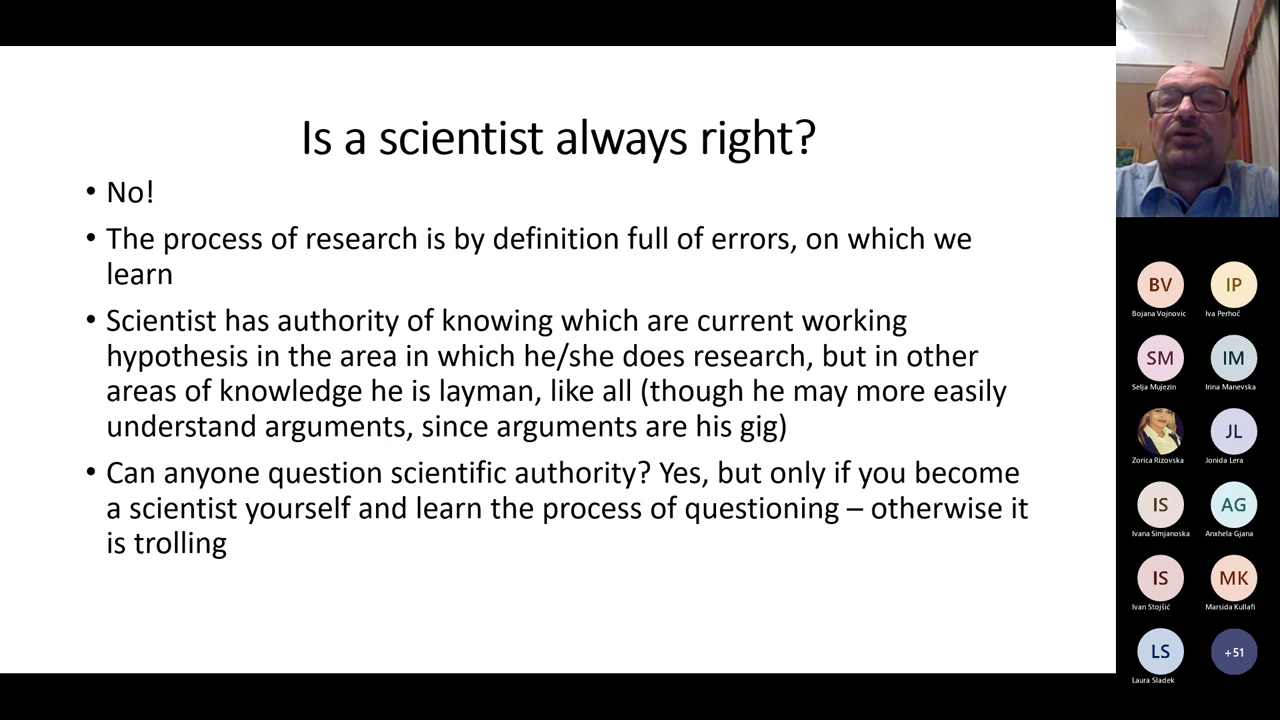 Is a scientist always right?
• No!
• The process of research is by definition full of errors, on which we
learn
• Scientist has authority of knowing which are current working
hypothesis in the area in which he/she does research, but in other
areas of knowledge he is layman, like all (though he may more easily
understand arguments, since arguments are his gig)
• Can anyone question scientific authority? Yes, but only if you become
a scientist yourself and learn the process of questioning – otherwise it
is trolling
BV
IP
Bojana Vojnovic
Iva Perhoč
SM
IM
Selja Mujezin
Irina Manevska
JL
Zorica Rizovska
Jonida Lera
IS
AG
Ivana Simjanoska
Anxhela Gjana
IS
MK
Ivan Stojšić
Marsida Kullafi
LS
+51
Laura Sladek